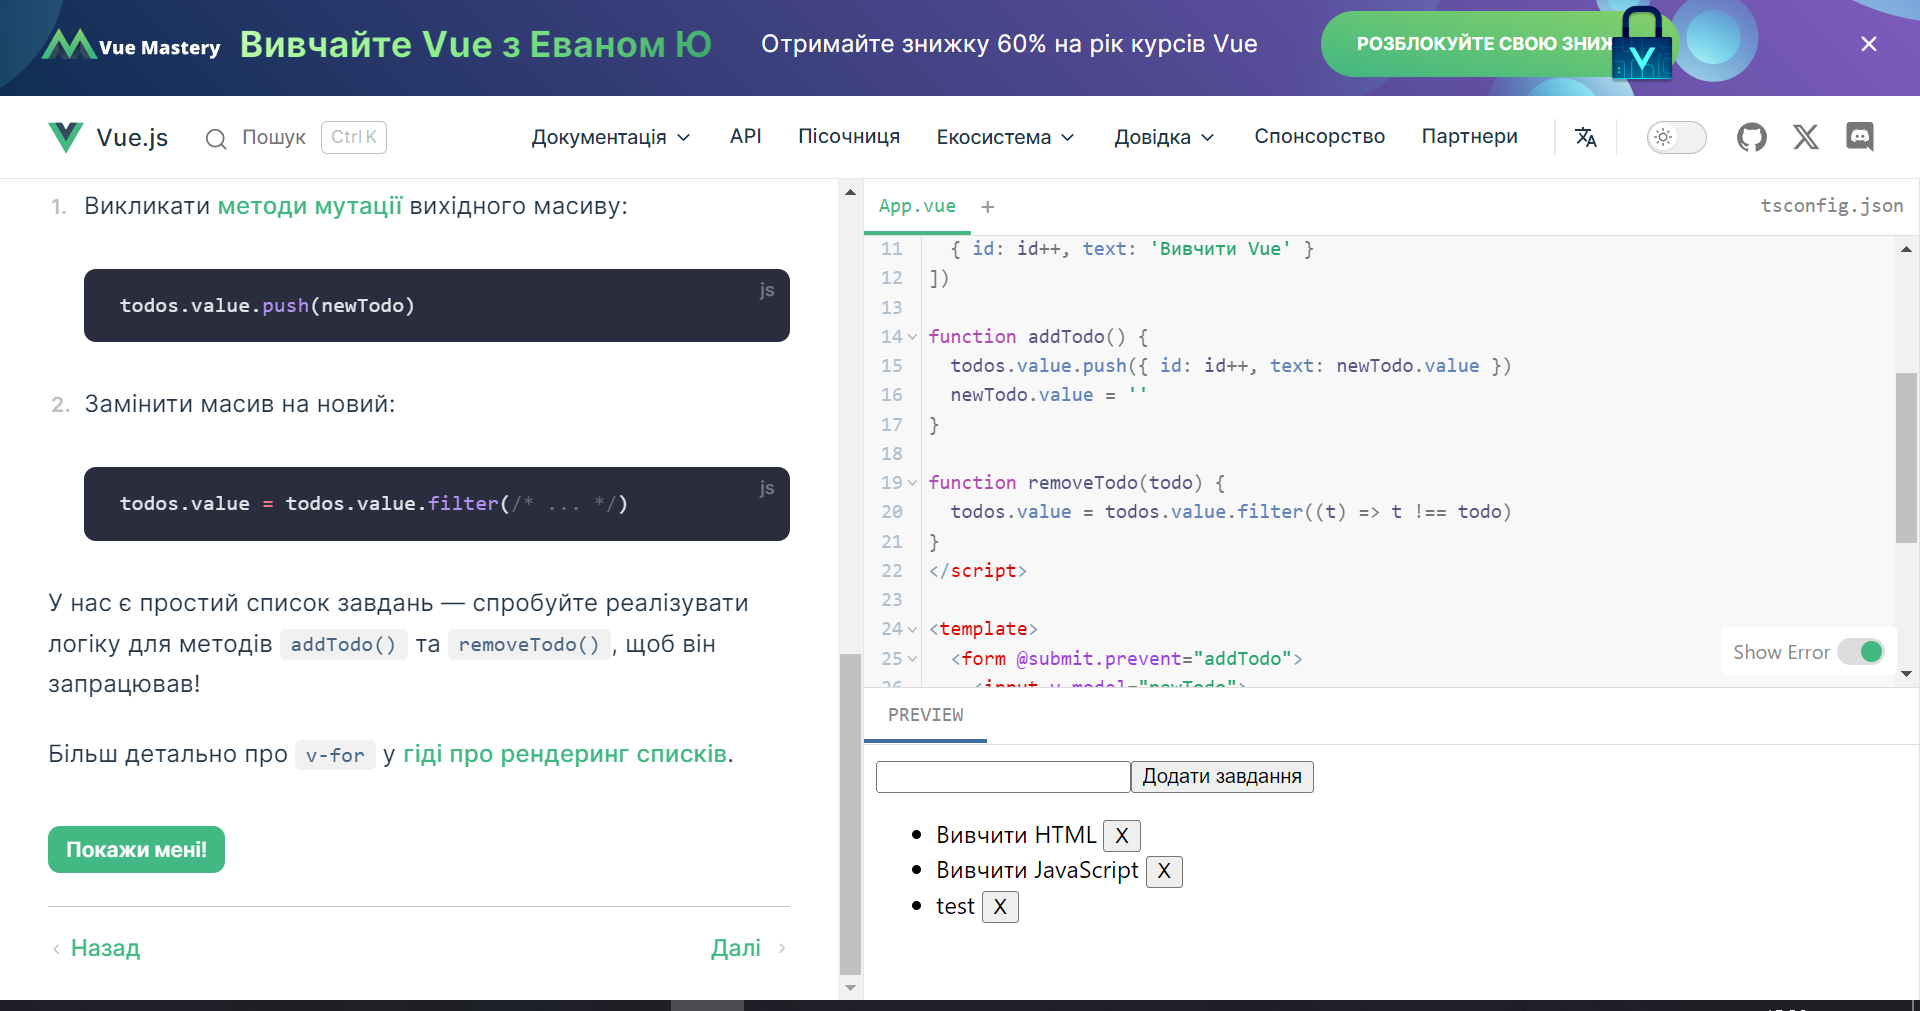 Vue Mastery
Вивчайте Vue з Еваном Ю
Отримайте знижку 60% на рік курсів Vue
РОЗБЛОКУЙТЕ СВОЮ
Vue.js
Пошук
Ctrl K
Документація
API
Пісочниця
Екосистема
Довідка
Спонсорство
Партнери
1. Викликати методи мутації вихідного масиву:
js
todos.value.push(newTodo)
2. Замінити масив на новий:
js
todos.value = todos.value.filter(/* ... */)
У нас є простий список завдань — спробуйте реалізувати
логіку для методів addTodo() та removeTodo(), щоб він
запрацював!
Більш детально про v-for у гіді про рендеринг списків.
Покажи мені!
Назад
Далі
App.vue
+
tsconfig.json
11 { id: id++, text: 'Вивчити Vue' }
12 ])
13
14 function addTodo() {
15 todos.value.push({ id: id++, text: newTodo.value })
16 newTodo.value = ''
17 }
18
19 function removeTodo(todo) {
20 todos.value = todos.value.filter((t) => t !== todo)
21 }
22 </script>
23
24 <template>
25 <form @submit.prevent="addTodo">
26 <input v-model="newTodo">
Show Error
PREVIEW
Додати завдання
Вивчити HTML X
Вивчити JavaScript X
test X